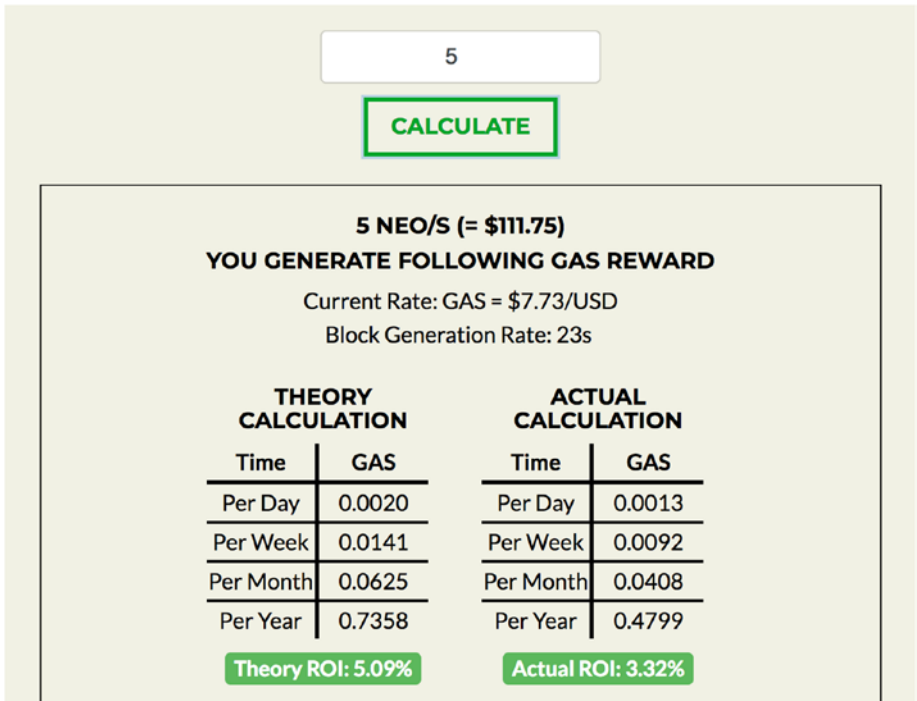 5
CALCULATE
5 NEO/S (= $111.75)
YOU GENERATE FOLLOWING GAS REWARD
Current Rate: GAS = $7.73/USD
Block Generation Rate: 23s
THEORY
CALCULATION
Time GAS
Per Day 0.0020
Per Week 0.0141
Per Month 0.0625
Per Year 0.7358
Theory ROI: 5.09%
ACTUAL
CALCULATION
Time GAS
Per Day 0.0013
Per Week 0.0092
Per Month 0.0408
Per Year 0.4799
Actual ROI: 3.32%